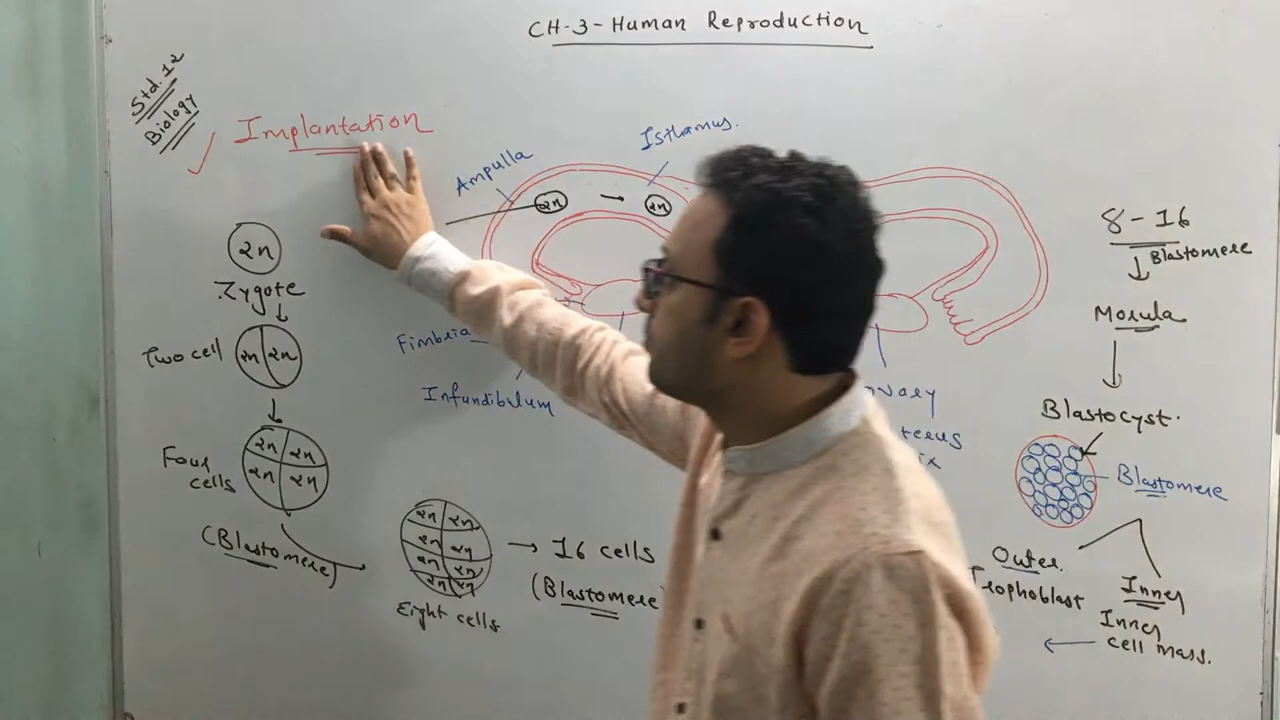 CH-3-Human Reproduction
Std. 12
Biology
Implantation
Ampulla
Isthamus.
2n
2n
2n
Zygote
Two cell
2n 2n
Four
cells
2n 2n
2n 2n
(Blastomere)
2n 2n
2n 2n
2n 2n
2n 2n
Eight cells
16 cells
(Blastomere
Fimbria
Infundibulum
8-16
Blastomere
Morula
Blastocyst.
Blastomere
Outer.
Trophoblast
Inner
Inner
cell mass.